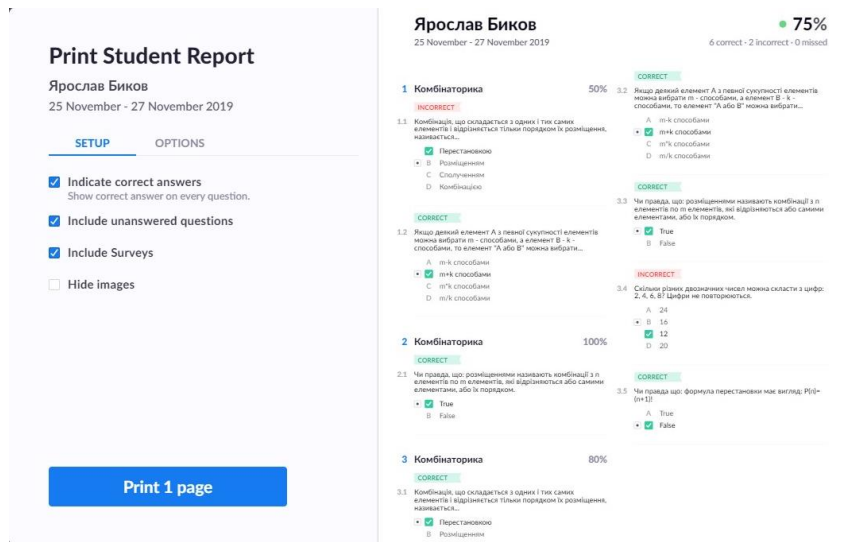 Print Student Report
Ярослав Биков
25 November - 27 November 2019
SETUP OPTIONS
Indicate correct answers
Show correct answer on every question.
Include unanswered questions
Include Surveys
Hide images
Print 1 page
Ярослав Биков
75%
25 November - 27 November 2019
6 correct - 2 incorrect - 0 missed
1 Комбінаторика 50%
INCORRECT
1.1 Комбінація, що складається з одних і тих самих
елементів і відрізняється тільки порядком їх розміщення,
називається...
Перестановкою
B Розміщенням
C Сполученням
D Комбінацією
CORRECT
1.2 Якщо деякий елемент А з певної сукупності елементів
можна вибрати m - способами, а елемент В - k -
способами, то елемент "А або В" можна вибрати...
A m-k способами
m+k способами
C m*k способами
D m/k способами
2 Комбінаторика 100%
CORRECT
2.1 Чи правда, що: розміщеннями називають комбінації з n
елементів по m елементів, які відрізняються або самими
елементами, або їх порядком.
True
B False
3 Комбінаторика 80%
CORRECT
3.1 Комбінація, що складається з одних і тих самих
елементів і відрізняється тільки порядком їх розміщення,
називається...
Перестановкою
B Розміщенням
CORRECT
3.2 Якщо деякий елемент А з певної сукупності елементів
можна вибрати m - способами, а елемент В - k -
способами, то елемент "А або В" можна вибрати...
A m-k способами
m+k способами
C m*k способами
D m/k способами
CORRECT
3.3 Чи правда, що: розміщеннями називають комбінації з n
елементів по m елементів, які відрізняються або самими
елементами, або їх порядком.
True
B False
INCORRECT
3.4 Скільки різних двозначних чисел можна скласти з цифр:
2, 4, 6, 8? Цифри не повторюються.
A 24
B 16
12
D 20
CORRECT
3.5 Чи правда що: формула перестановки має вигляд: P(n)=
(n+1)!
A True
False